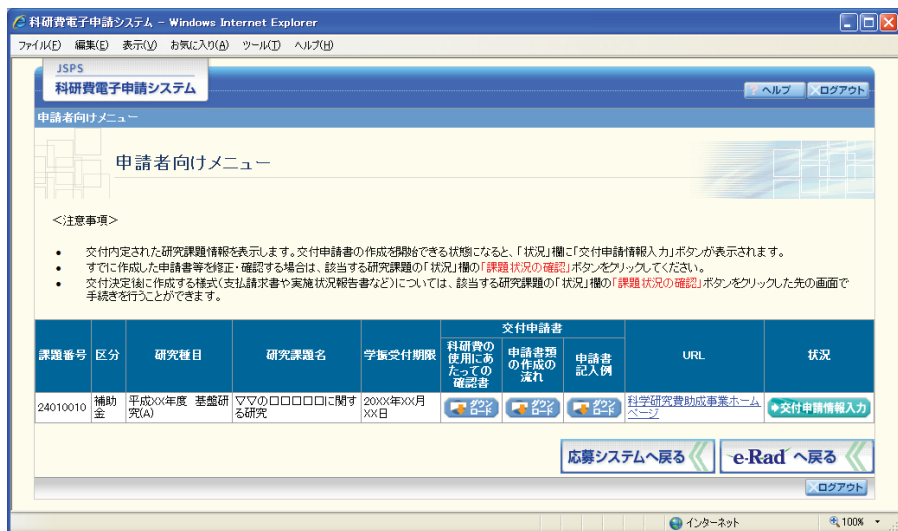 科研費電子申請システム - Windows Internet Explorer
ファイル(F) 編集(E) 表示(V) お気に入り(A) ツール(T) ヘルプ(H)
JSPS
科研費電子申請システム
? ヘルプ ×ログアウト
申請者向けメニュー
申請者向けメニュー
<注意事項>
• 交付内定された研究課題情報を表示します。交付申請書の作成を開始できる状態になると、「状況」欄に「交付申請情報入力」ボタンが表示されます。
• すでに作成した申請書等を修正・確認する場合は、該当する研究課題の「状況」欄の「課題状況の確認」ボタンをクリックしてください。
• 交付決定後に作成する様式(支払請求書や実施状況報告書など)については、該当する研究課題の「状況」欄の「課題状況の確認」ボタンをクリックした先の画面で
手続きを行うことができます。
課題番号 区分 研究種目 研究課題名 学振受付期限 交付申請書 URL 状況
科研費の
使用にあ
たっての
確認書
申請書類
の作成の
流れ
申請書
記入例
24010010 補助
金
平成XX年度 基盤研
究(A)
▽▽の□□□□□に関す
る研究
20XX年XX月
XX日
ダウン
ロード
ダウン
ロード
ダウン
ロード
科学研究費助成事業ホーム
ページ
交付申請情報入力
応募システムへ戻る e-Rad へ戻る
×ログアウト
インターネット 100%